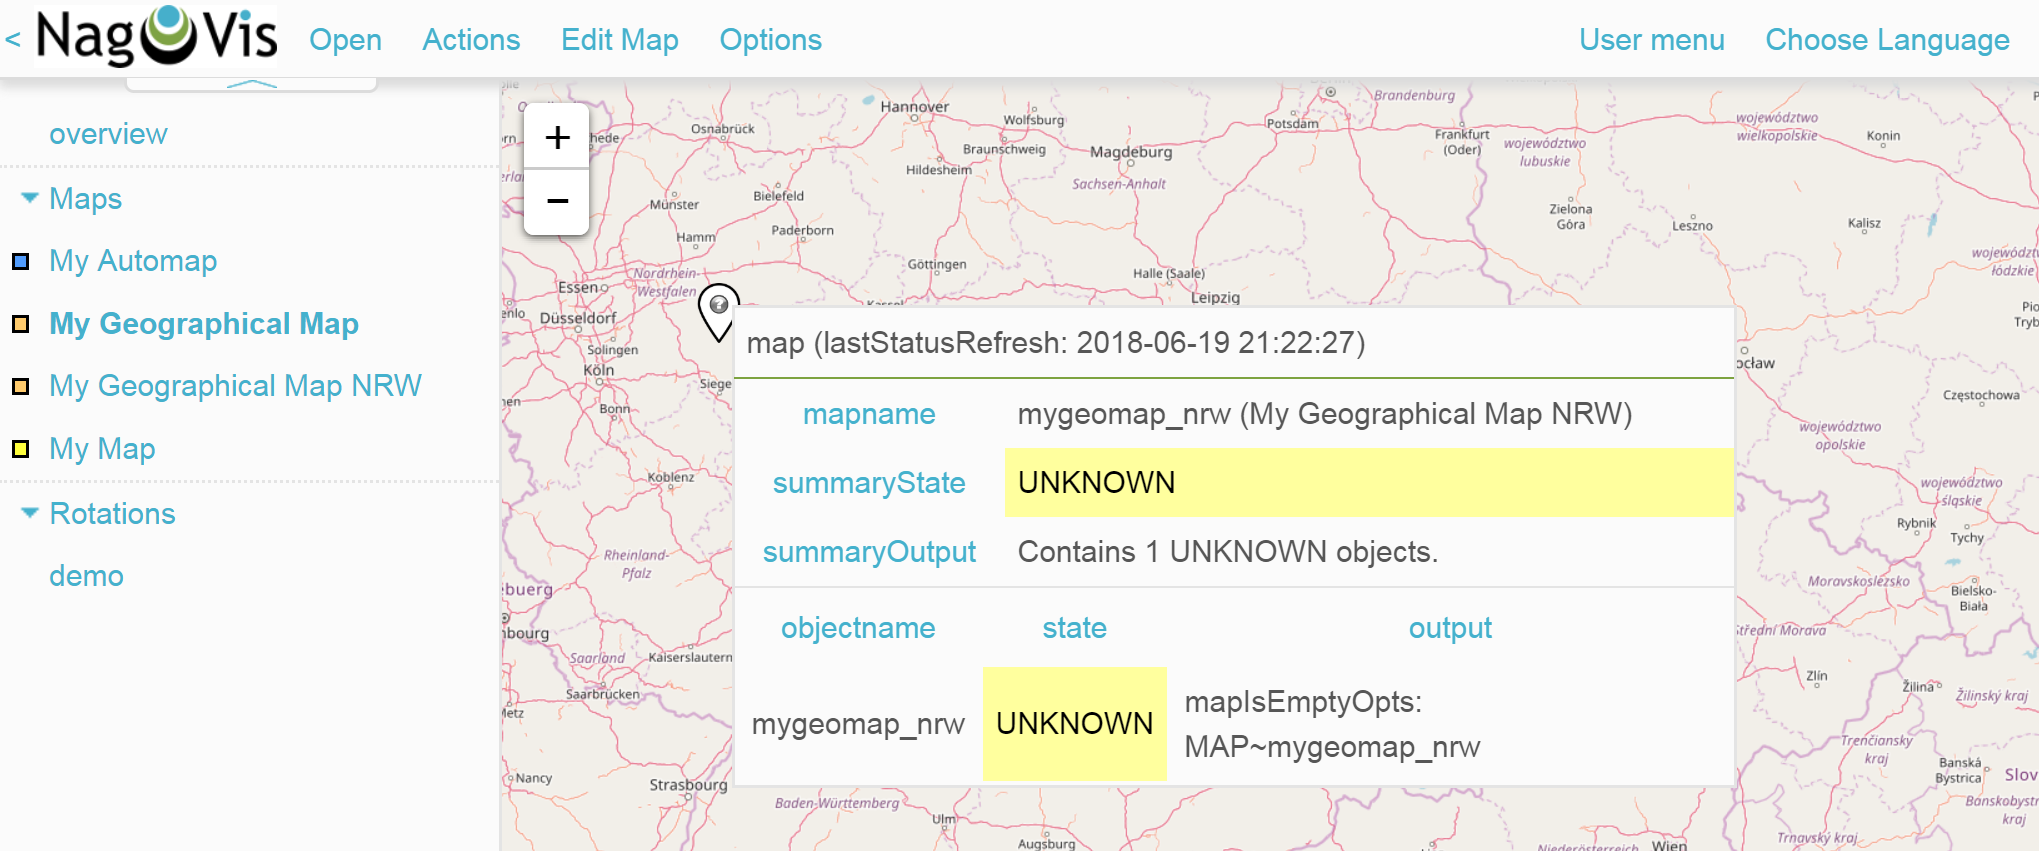 < NagVis Open Actions Edit Map Options User menu Choose Language
overview
Maps
My Automap
My Geographical Map
My Geographical Map NRW
My Map
Rotations
demo
+
−
Hannover
Brandenburg
Wolfsburg
Osnabrück
Potsdam
Frankfurt
(Oder)
województwo
wielkopolskie
Konin
Braunschweig
Magdeburg
województwo
lubuskie
Hildesheim
Sachsen-Anhalt
Bielefeld
Münster
Zielona
Góra
Leszno
Kalisz
Paderborn
Hamm
Göttingen
Halle (Saale)
Nordrhein-
Westfalen
Essen
Leipzig
Düsseldorf
Solingen
Köln
Bonn
Koblenz
Rheinland-
Pfalz
Saarland
Kaiserslautern
Saarbrücken
Nancy
Strasbourg
Baden-Württemberg
Ulm
Augsburg
map (lastStatusRefresh: 2018-06-19 21:22:27)
mapname mygeomap_nrw (My Geographical Map NRW)
summaryState UNKNOWN
summaryOutput Contains 1 UNKNOWN objects.
objectname state output
mygeomap_nrw UNKNOWN mapIsEmptyOpts:
MAP~mygeomap_nrw
ocław
Częstochowa
województwo
opolskie
województwo
śląskie
Rybnik
Tychy
Moravskoslezsko
Bielsko-
Biała
Střední Morava
Zlín
Žilina
Žilinský kraj
Trenčiansky
kraj
Banská
Bystrica
Slov
Banskobystr
kraj
Trnavský kraj
Niederösterreich
Wien